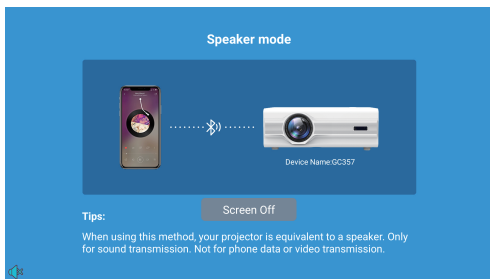 Speaker mode
Device Name:GC357
Screen Off
Tips:
When using this method, your projector is equivalent to a speaker. Only
for sound transmission. Not for phone data or video transmission.